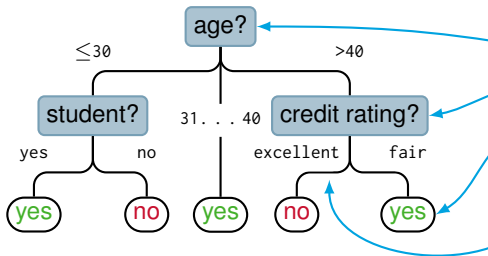 age?
≤30
>40
student?
31...40
credit rating?
yes
no
excellent
fair
yes
no
yes
no
yes